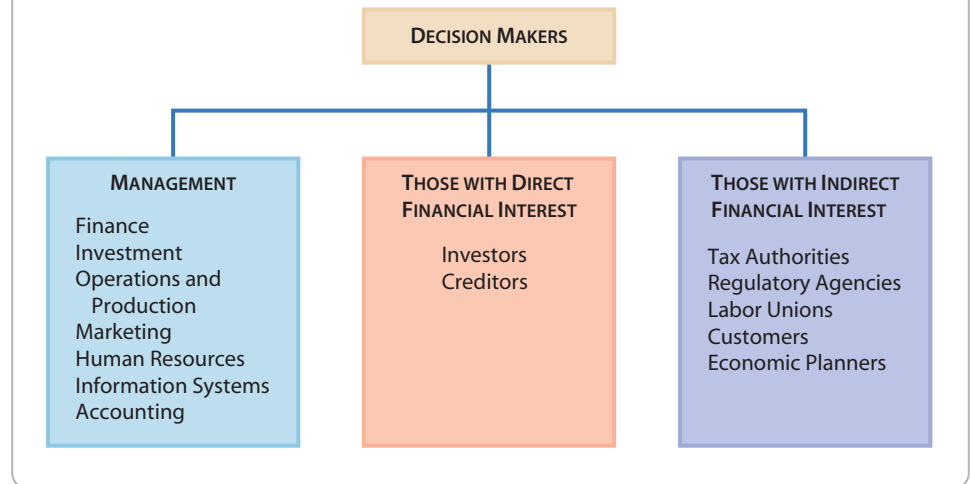 DECISION MAKERS
MANAGEMENT
Finance
Investment
Operations and
Production
Marketing
Human Resources
Information Systems
Accounting
THOSE WITH DIRECT
FINANCIAL INTEREST
Investors
Creditors
THOSE WITH INDIRECT
FINANCIAL INTEREST
Tax Authorities
Regulatory Agencies
Labor Unions
Customers
Economic Planners